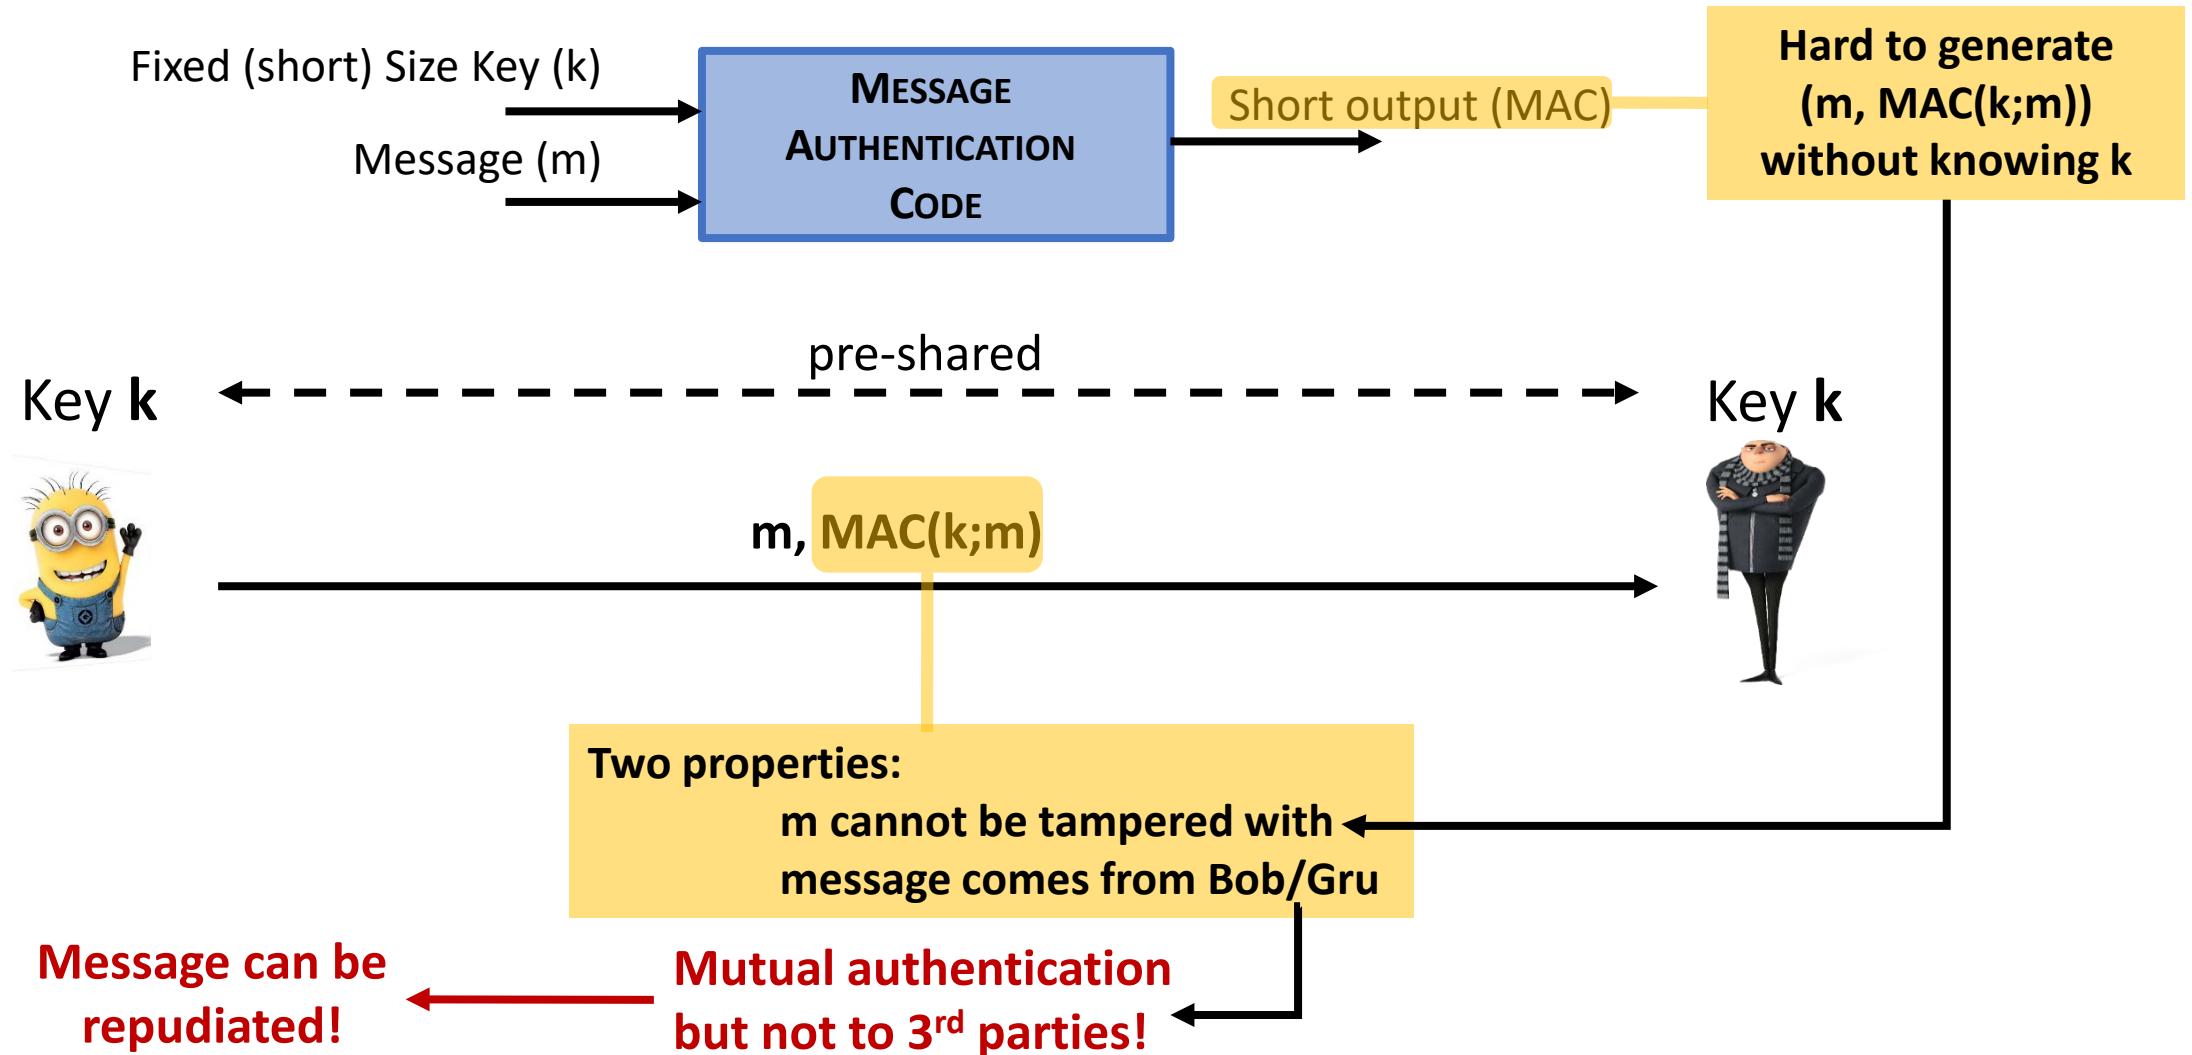 Fixed (short) Size Key (k)
Message (m)
MESSAGE
AUTHENTICATION
CODE
Short output (MAC)
Hard to generate
(m, MAC(k;m))
without knowing k
pre-shared
Key k
Key k
m, MAC(k;m)
Two properties:
m cannot be tampered with
message comes from Bob/Gru
Message can be
repudiated!
Mutual authentication
but not to 3rd parties!